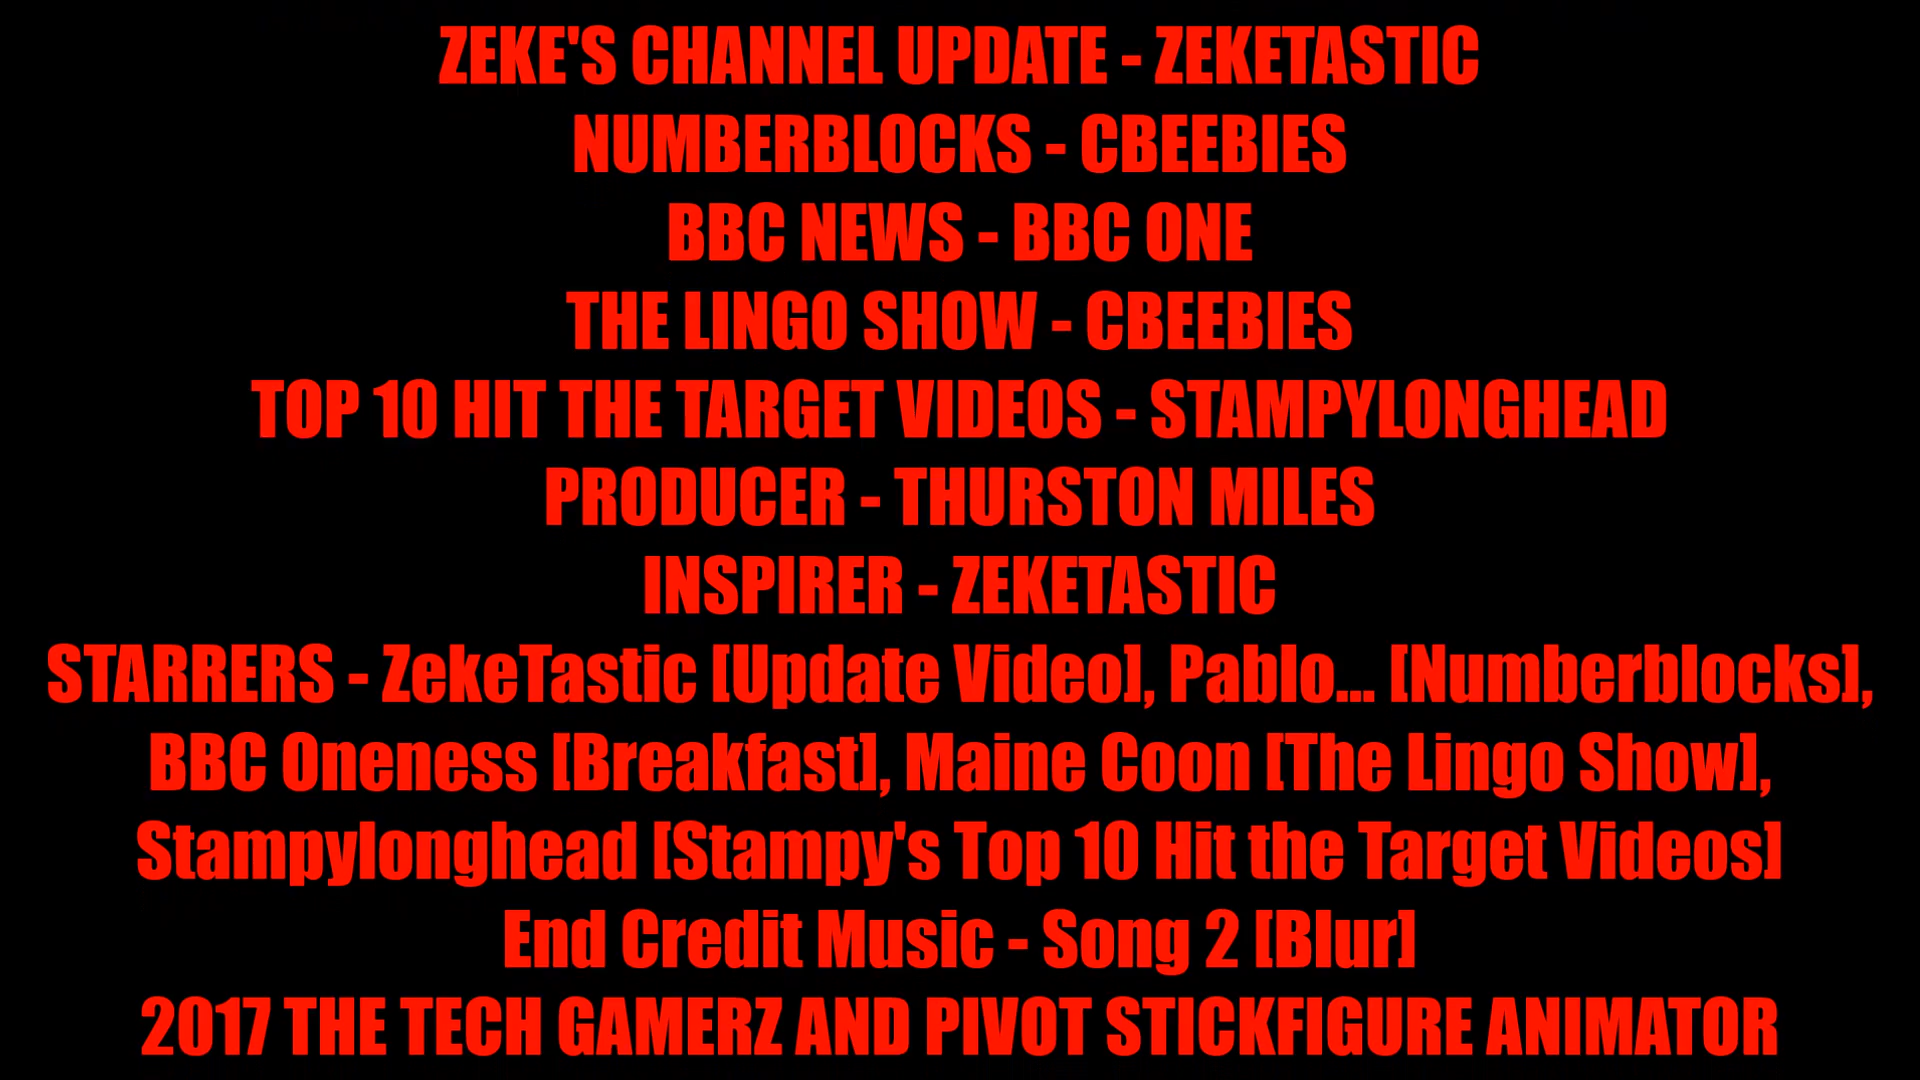 ZEKE'S CHANNEL UPDATE - ZEKETASTIC
NUMBERBLOCKS - CBEEBIES
BBC NEWS - BBC ONE
THE LINGO SHOW - CBEEBIES
TOP 10 HIT THE TARGET VIDEOS - STAMPYLONGHEAD
PRODUCER - THURSTON MILES
INSPIRER - ZEKETASTIC
STARRERS - ZekeTastic [Update Video], Pablo... [Numberblocks],
BBC Oneness [Breakfast], Maine Coon [The Lingo Show],
Stampylonghead [Stampy's Top 10 Hit the Target Videos]
End Credit Music - Song 2 [Blur]
2017 THE TECH GAMERZ AND PIVOT STICKFIGURE ANIMATOR